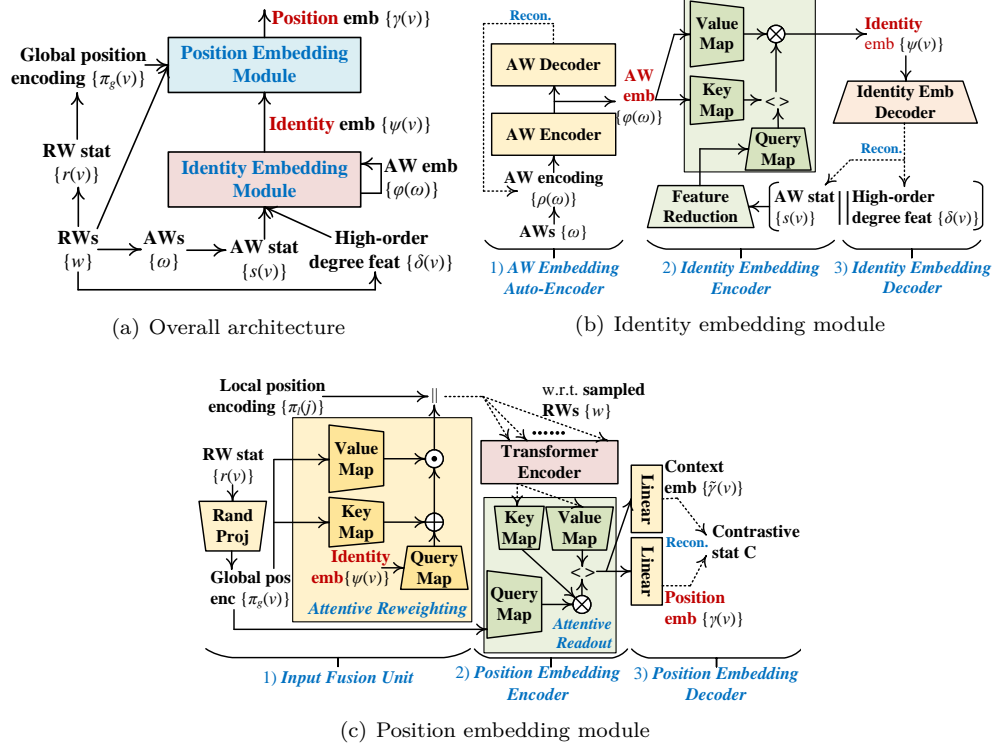 Position emb {γ(v)}
Global position
encoding {π_g(v)}
Position Embedding
Module
Identity emb {ψ(v)}
RW stat
{r(v)}
Identity Embedding
Module
AW emb
{φ(ω)}
RWs
{w}
AWs
{ω}
AW stat
{s(v)}
High-order
degree feat {δ(v)}
(a) Overall architecture
Recon.
AW Decoder
AW
emb
{φ(ω)}
AW Encoder
AW encoding
{ρ(ω)}
AWs {ω}
1) AW Embedding
Auto-Encoder
Value
Map
Key
Map
< >
Query
Map
Feature
Reduction
2) Identity Embedding
Encoder
Identity
emb {ψ(v)}
Identity Emb
Decoder
Recon.
AW stat
{s(v)}
||
High-order
degree feat {δ(v)}
3) Identity Embedding
Decoder
(b) Identity embedding module
Local position
encoding {π_l(j)}
||
w.r.t. sampled
RWs {w}
......
RW stat
{r(v)}
Rand
Proj
Global pos
enc {π_g(v)}
Value
Map
Key
Map
Identity
emb{ψ(v)}
Query
Map
Attentive Reweighting
1) Input Fusion Unit
Transformer
Encoder
Key
Map
Value
Map
< >
Query
Map
Attentive
Readout
2) Position Embedding
Encoder
Linear
Context
emb {γ̃(v)}
Recon.
Contrastive
stat C
Linear
Position
emb {γ(v)}
3) Position Embedding
Decoder
(c) Position embedding module